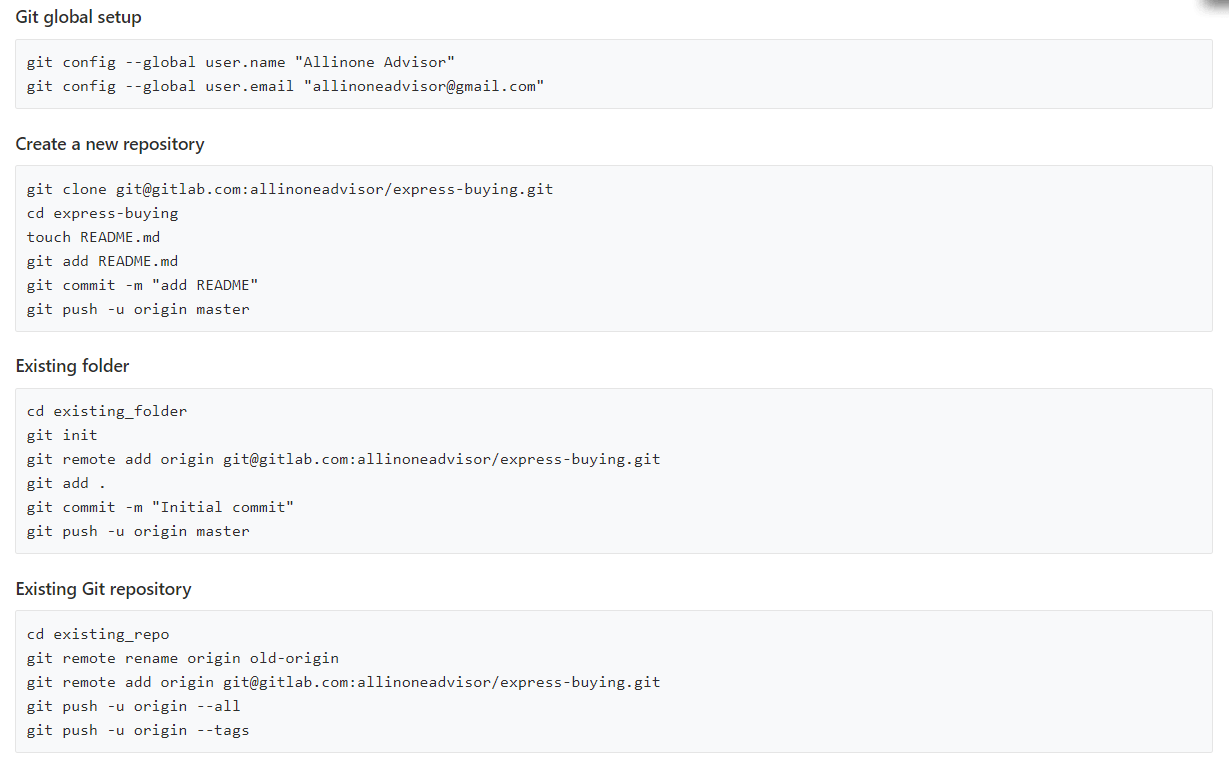 Git global setup
git config --global user.name "Allinone Advisor"
git config --global user.email "allinoneadvisor@gmail.com"
Create a new repository
git clone git@gitlab.com:allinoneadvisor/express-buying.git
cd express-buying
touch README.md
git add README.md
git commit -m "add README"
git push -u origin master
Existing folder
cd existing_folder
git init
git remote add origin git@gitlab.com:allinoneadvisor/express-buying.git
git add .
git commit -m "Initial commit"
git push -u origin master
Existing Git repository
cd existing_repo
git remote rename origin old-origin
git remote add origin git@gitlab.com:allinoneadvisor/express-buying.git
git push -u origin --all
git push -u origin --tags